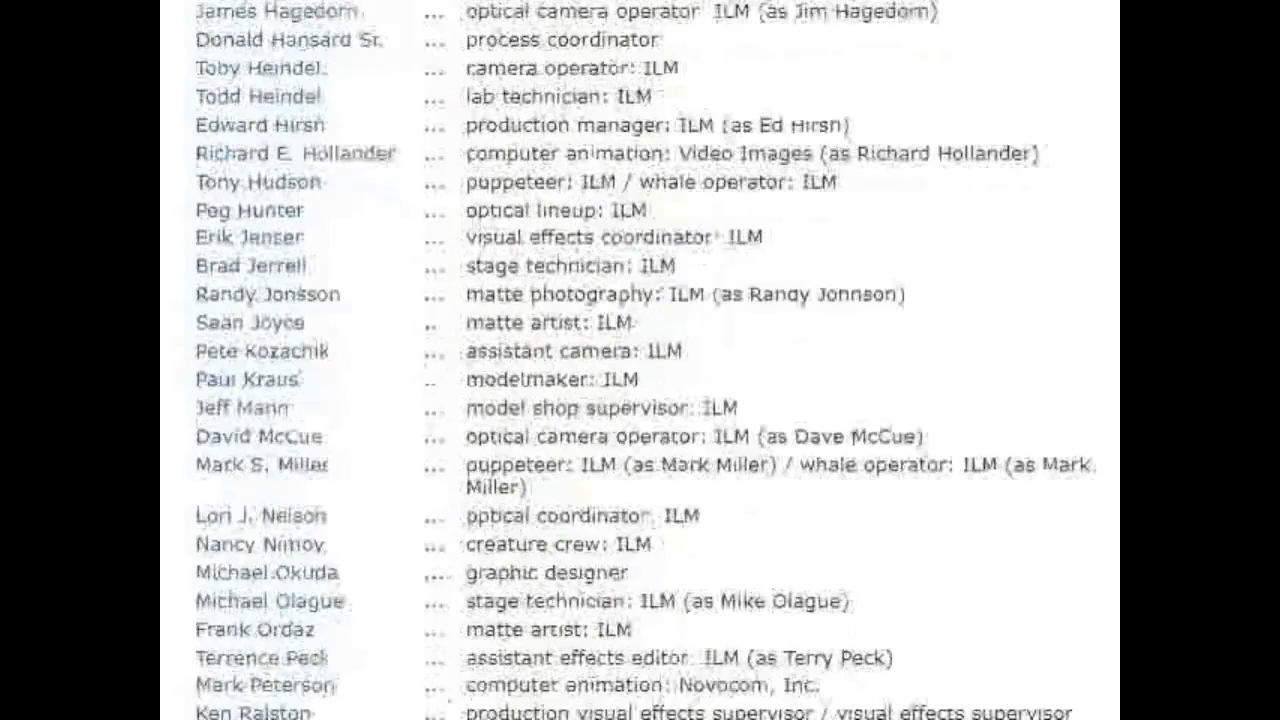 James Hagedorn ... optical camera operator ILM (as Jim Hagedorn)
Donald Hansard Sr. ... process coordinator
Toby Heindel ... camera operator: ILM
Todd Heindel ... lab technician: ILM
Edward Hirsh ... production manager: ILM (as Ed Hirsh)
Richard E. Hollander ... computer animation: Video Images (as Richard Hollander)
Tony Hudson ... puppeteer: ILM / whale operator: ILM
Peg Hunter ... optical lineup: ILM
Erik Jensen ... visual effects coordinator: ILM
Brad Jerrell ... stage technician: ILM
Randy Jonsson ... matte photography: ILM (as Randy Johnson)
Sean Joyce ... matte artist: ILM
Pete Kozachik ... assistant camera: ILM
Paul Kraus ... modelmaker: ILM
Jeff Mann ... model shop supervisor: ILM
David McCue ... optical camera operator: ILM (as Dave McCue)
Mark S. Miller ... puppeteer: ILM (as Mark Miller) / whale operator: ILM (as Mark
Miller)
Lori J. Nelson ... optical coordinator: ILM
Nancy Nimoy ... creature crew: ILM
Michael Okuda ... graphic designer
Michael Olague ... stage technician: ILM (as Mike Olague)
Frank Ordaz ... matte artist: ILM
Terrence Peck ... assistant effects editor: ILM (as Terry Peck)
Mark Peterson ... computer animation: Novocom, Inc.
Ken Ralston ... production visual effects supervisor / visual effects supervisor